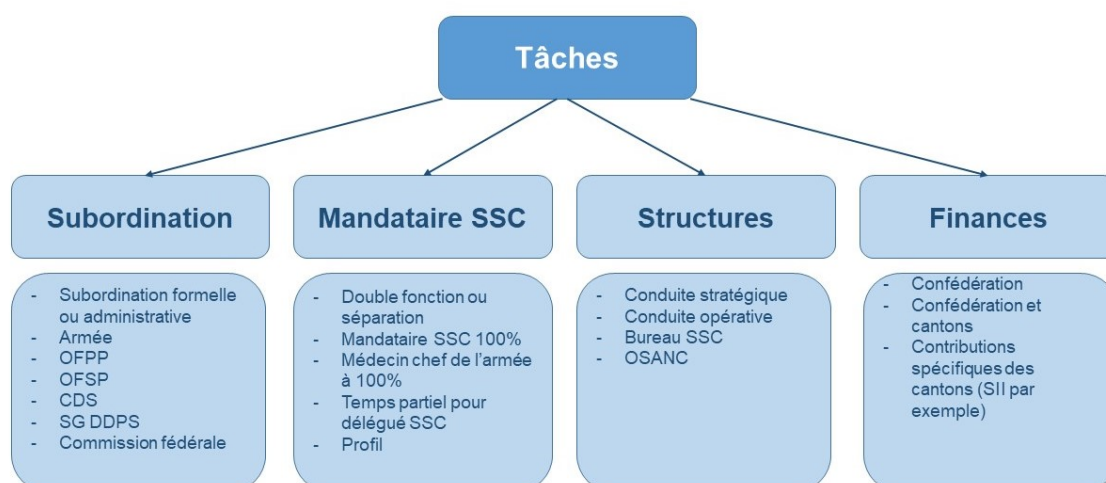 Tâches
Subordination
- Subordination formelle
ou administrative
- Armée
- OFPP
- OFSP
- CDS
- SG DDPS
- Commission fédérale
Mandataire SSC
- Double fonction ou
séparation
- Mandataire SSC 100%
- Médecin chef de l'armée
à 100%
- Temps partiel pour
délégué SSC
- Profil
Structures
- Conduite stratégique
- Conduite opérative
- Bureau SSC
- OSANC
Finances
- Confédération
- Confédération et
cantons
- Contributions
spécifiques des
cantons (SII par
exemple)